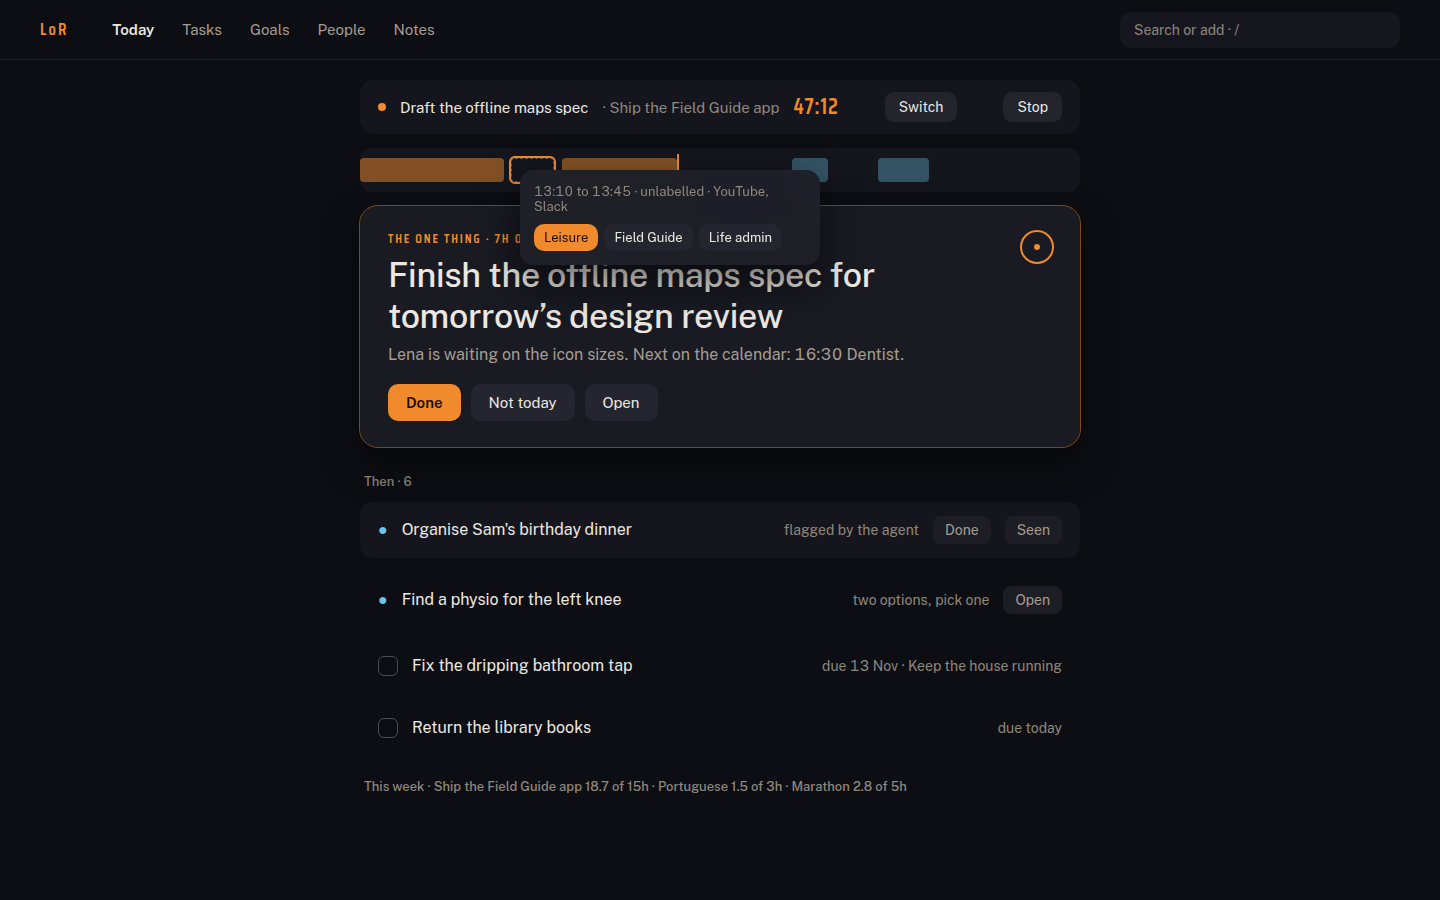 LoR Today Tasks Goals People Notes Search or add · /
Draft the offline maps spec · Ship the Field Guide app 47:12 Switch Stop
13:10 to 13:45 · unlabelled · YouTube,
Slack
Leisure Field Guide Life admin
THE ONE THING · 7H
Finish the offline maps spec for
tomorrow’s design review
Lena is waiting on the icon sizes. Next on the calendar: 16:30 Dentist.
Done Not today Open
Then · 6
Organise Sam's birthday dinner flagged by the agent Done Seen
Find a physio for the left knee two options, pick one Open
Fix the dripping bathroom tap due 13 Nov · Keep the house running
Return the library books due today
This week · Ship the Field Guide app 18.7 of 15h · Portuguese 1.5 of 3h · Marathon 2.8 of 5h